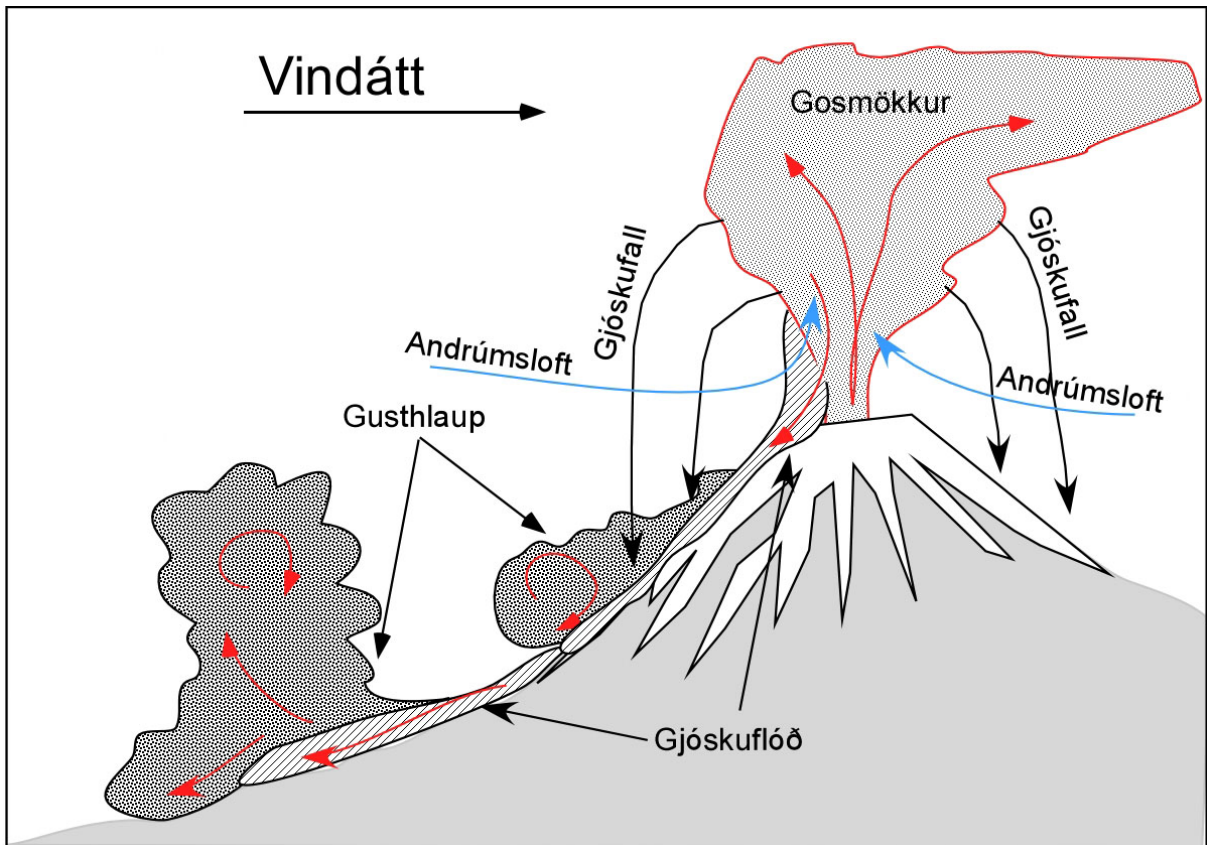 Vindátt
Gosmökkur
Gjóskufall
Gjóskufall
Andrúmsloft
Andrúmsloft
Gusthlaup
Gjóskuflóð